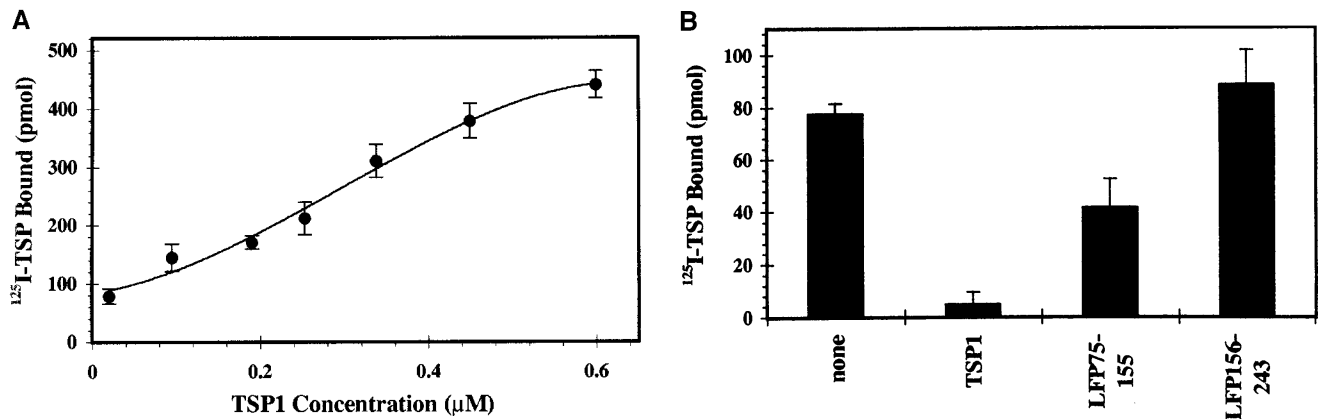 A
¹²⁵I-TSP Bound (pmol)
500
400
300
200
100
0
0
0.2
0.4
0.6
TSP1 Concentration (μM)
B
¹²⁵I-TSP Bound (pmol)
100
80
60
40
20
0
none
TSP1
LFP75-
155
LFP156-
243